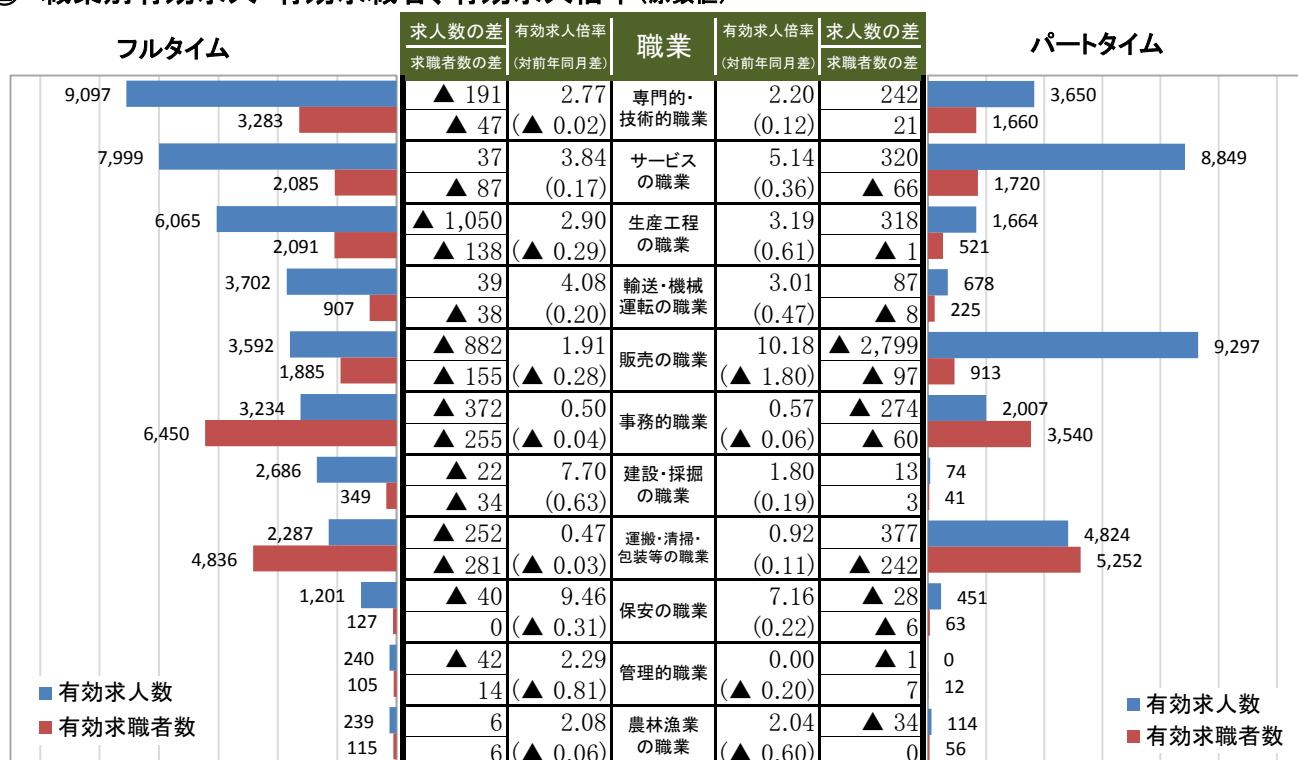 フルタイム
求人数の差 有効求人倍率 職業 有効求人倍率 求人数の差
求職者数の差 (対前年同月差) (対前年同月差) 求職者数の差
パートタイム
9,097 ▲ 191 2.77 専門的・ 2.20 242 3,650
3,283 ▲ 47 (▲ 0.02) 技術的職業 (0.12) 21 1,660
7,999 37 3.84 サービス 5.14 320 8,849
2,085 ▲ 87 (0.17) の職業 (0.36) ▲ 66 1,720
6,065 ▲ 1,050 2.90 生産工程 3.19 318 1,664
2,091 ▲ 138 (▲ 0.29) の職業 (0.61) ▲ 1 521
3,702 39 4.08 輸送・機械 3.01 87 678
907 ▲ 38 (0.20) 運転の職業 (0.47) ▲ 8 225
3,592 ▲ 882 1.91 販売の職業 10.18 ▲ 2,799 9,297
1,885 ▲ 155 (▲ 0.28) (▲ 1.80) ▲ 97 913
3,234 ▲ 372 0.50 事務的職業 0.57 ▲ 274 2,007
6,450 ▲ 255 (▲ 0.04) (▲ 0.06) ▲ 60 3,540
2,686 ▲ 22 7.70 建設・採掘 1.80 13 74
349 ▲ 34 (0.63) の職業 (0.19) 3 41
2,287 ▲ 252 0.47 運搬・清掃・ 0.92 377 4,824
4,836 ▲ 281 (▲ 0.03) 包装等の職業 (0.11) ▲ 242 5,252
1,201 ▲ 40 9.46 保安の職業 7.16 ▲ 28 451
127 0 (▲ 0.31) (0.22) ▲ 6 63
240 ▲ 42 2.29 管理的職業 0.00 ▲ 1 0
105 14 (▲ 0.81) (▲ 0.20) 7 12
239 6 2.08 農林漁業 2.04 ▲ 34 114
115 6 (▲ 0.06) の職業 (▲ 0.60) 0 56
有効求人数
有効求職者数
有効求人数
有効求職者数